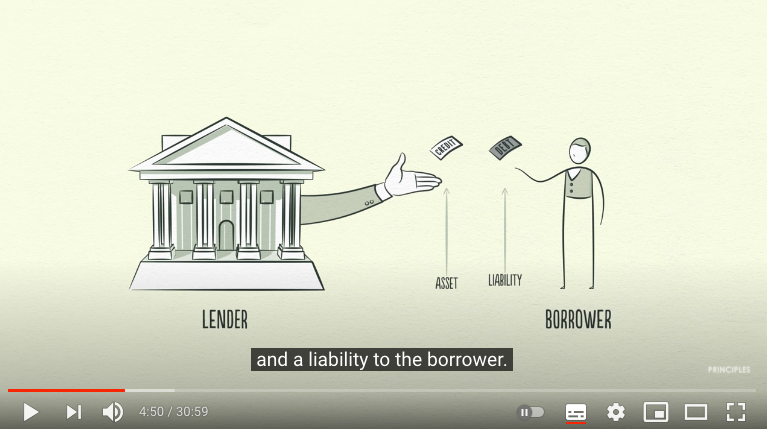 CREDIT
DEBT
ASSET
LIABILITY
LENDER
BORROWER
and a liability to the borrower.
PRINCIPLES
4:50 / 30:59